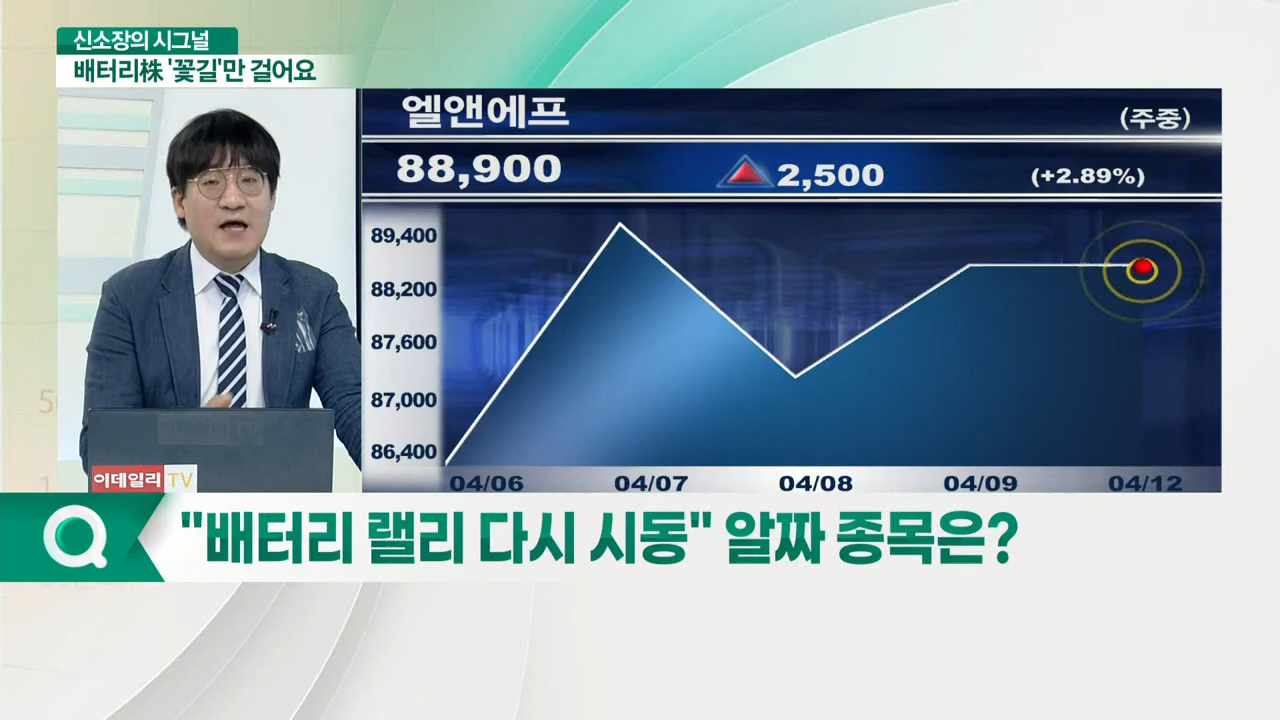 신소장의 시그널
배터리株 '꽃길'만 걸어요
엘앤에프 (주중)
88,900 2,500 (+2.89%)
89,400
88,200
87,600
87,000
86,400
04/06 04/07 04/08 04/09 04/12
이데일리 TV
"배터리 랠리 다시 시동" 알짜 종목은?